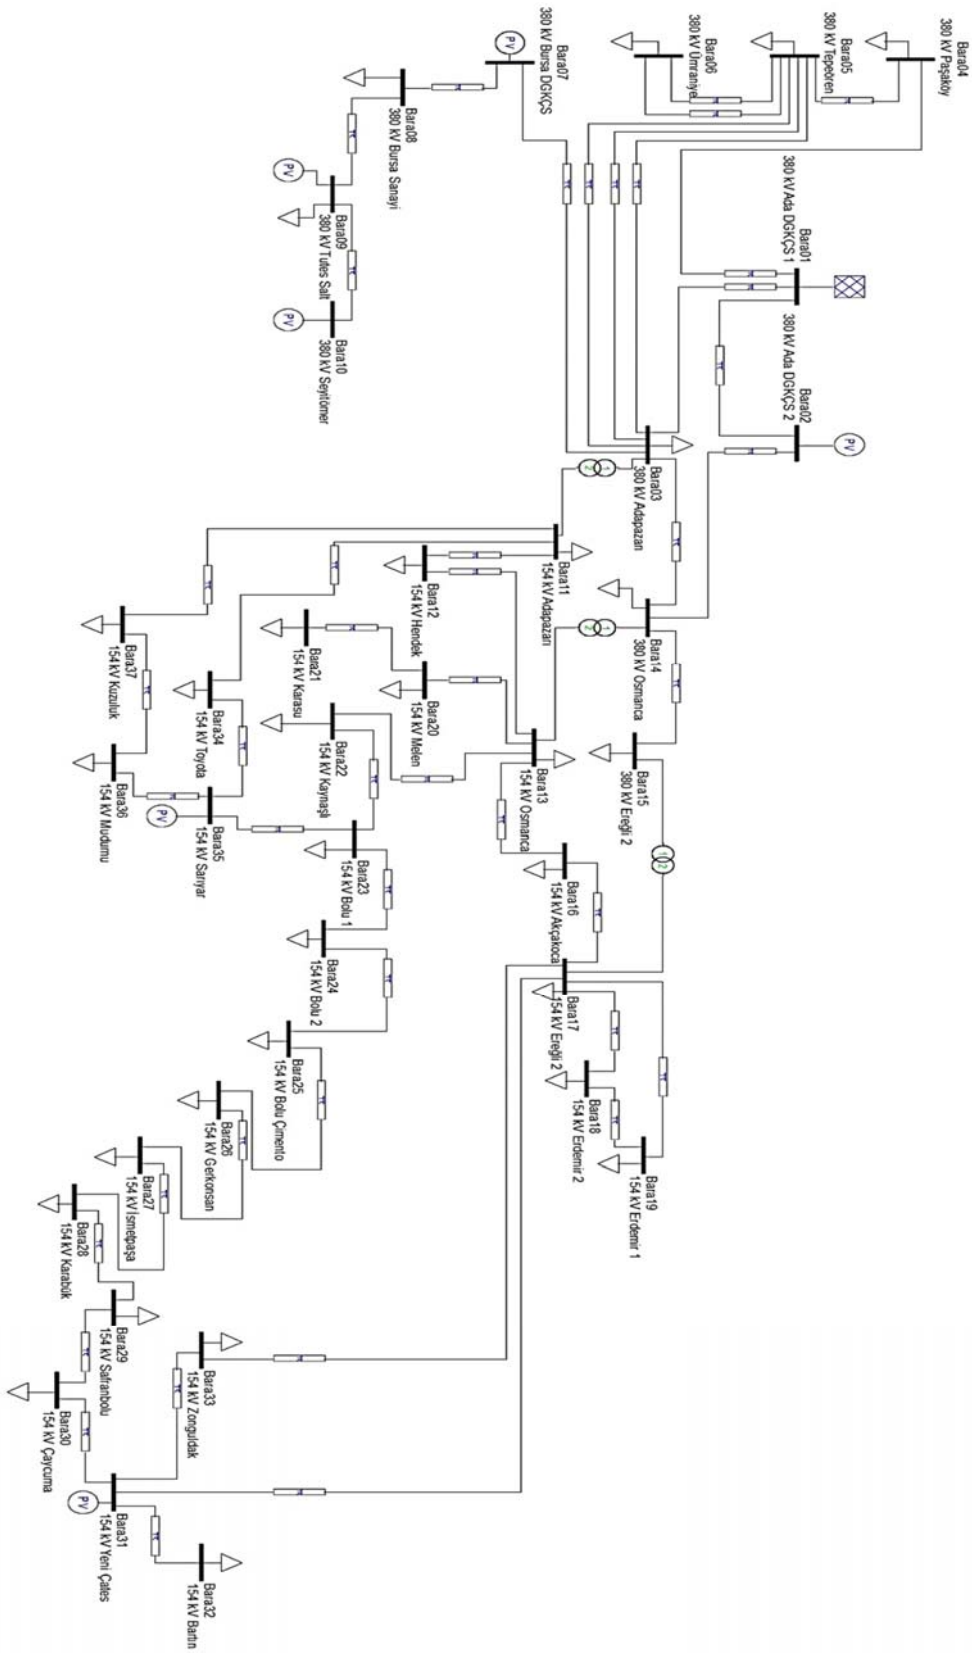 Bara04
380 kV Paşaköy
Bara05
380 kV Tepeören
Bara06
380 kV Ümraniye
Bara07
380 kV Bursa DGKÇS
PV
Bara08
380 kV Bursa Sanayi
Bara09
380 kV Tutes Salt
PV
Bara10
380 kV Seyitömer
PV
Bara01
380 kV Ada DGKÇS 1
Bara02
380 kV Ada DGKÇS 2
PV
Bara03
380 kV Adapazarı
1
2
Bara11
154 kV Adapazarı
Bara12
154 kV Hendek
Bara14
380 kV Osmanca
1
2
Bara15
380 kV Ereğli 2
1
2
Bara13
154 kV Osmanca
Bara20
154 kV Melen
Bara21
154 kV Karasu
Bara22
154 kV Kaynaşlı
Bara34
154 kV Toyota
Bara37
154 kV Kuzuluk
Bara36
154 kV Mudurnu
Bara35
154 kV Sarıyar
PV
Bara23
154 kV Bolu 1
Bara24
154 kV Bolu 2
Bara25
154 kV Bolu Çimento
Bara26
154 kV Gerkonsan
Bara27
154 kV İsmetpaşa
Bara28
154 kV Karabük
Bara29
154 kV Safranbolu
Bara30
154 kV Çaycuma
Bara31
154 kV Yeni Çates
PV
Bara32
154 kV Bartın
Bara33
154 kV Zonguldak
Bara16
154 kV Akçakoca
Bara17
154 kV Ereğli 2
Bara18
154 kV Erdemir 2
Bara19
154 kV Erdemir 1